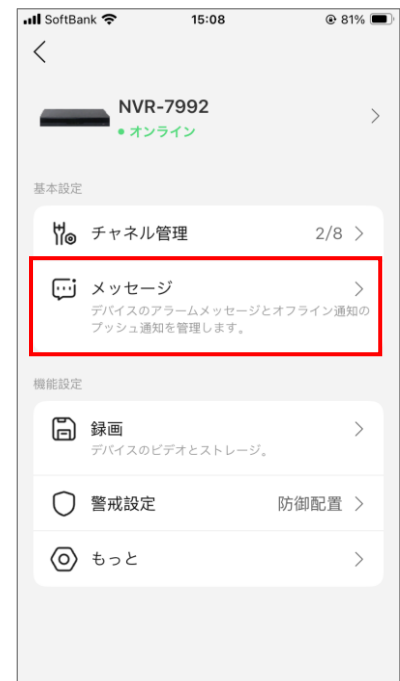 SoftBank 15:08 81%
NVR-7992
オンライン
基本設定
チャネル管理 2/8
メッセージ
デバイスのアラームメッセージとオフライン通知の
プッシュ通知を管理します。
機能設定
録画
デバイスのビデオとストレージ。
警戒設定 防御配置
もっと